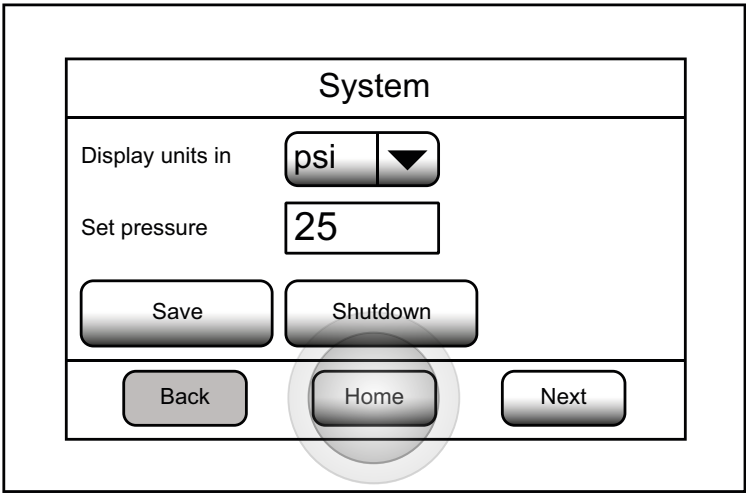 System
Display units in psi
Set pressure 25
Save Shutdown
Back Home Next